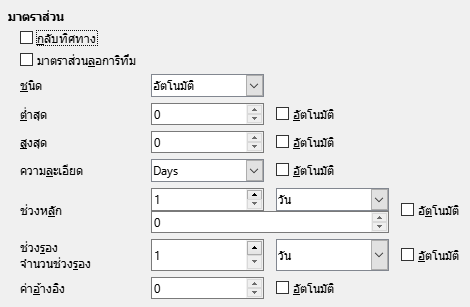 มาตราส่วน
กลับทิศทาง
มาตราส่วนลอการิทึม
ชนิด อัตโนมัติ
ต่ำสุด 0 อัตโนมัติ
สูงสุด 0 อัตโนมัติ
ความละเอียด Days อัตโนมัติ
ช่วงหลัก 1 วัน อัตโนมัติ
0
ช่วงรอง
จำนวนช่วงรอง 1 วัน อัตโนมัติ
ค่าอ้างอิง 0 อัตโนมัติ